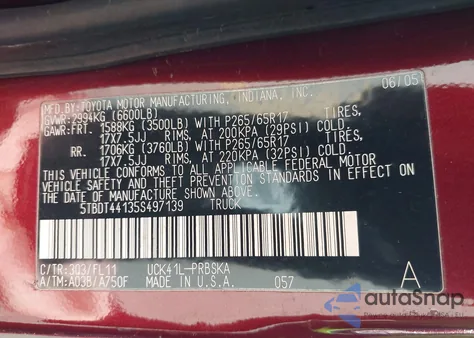 MFD.BY:TOYOTA MOTOR MANUFACTURING, INDIANA, INC. 06/05
GVWR:2994KG (6600LB)
GAWR:FRT. 1588KG (3500LB) WITH P265/65R17 TIRES,
17X7.5JJ RIMS, AT 200KPA (29PSI) COLD.
RR. 1706KG (3760LB) WITH P265/65R17 TIRES,
17X7.5JJ RIMS, AT 220KPA (32PSI) COLD.
THIS VEHICLE CONFORMS TO ALL APPLICABLE FEDERAL MOTOR
VEHICLE SAFETY AND THEFT PREVENTION STANDARDS IN EFFECT ON
THE DATE OF MANUFACTURE SHOWN ABOVE.
5TBDT44135S497139 TRUCK
C/TR:3Q3/FL11 UCK41L-PRBSKA A
A/TM:A03B/A750F MADE IN U.S.A. 057
autoSnap